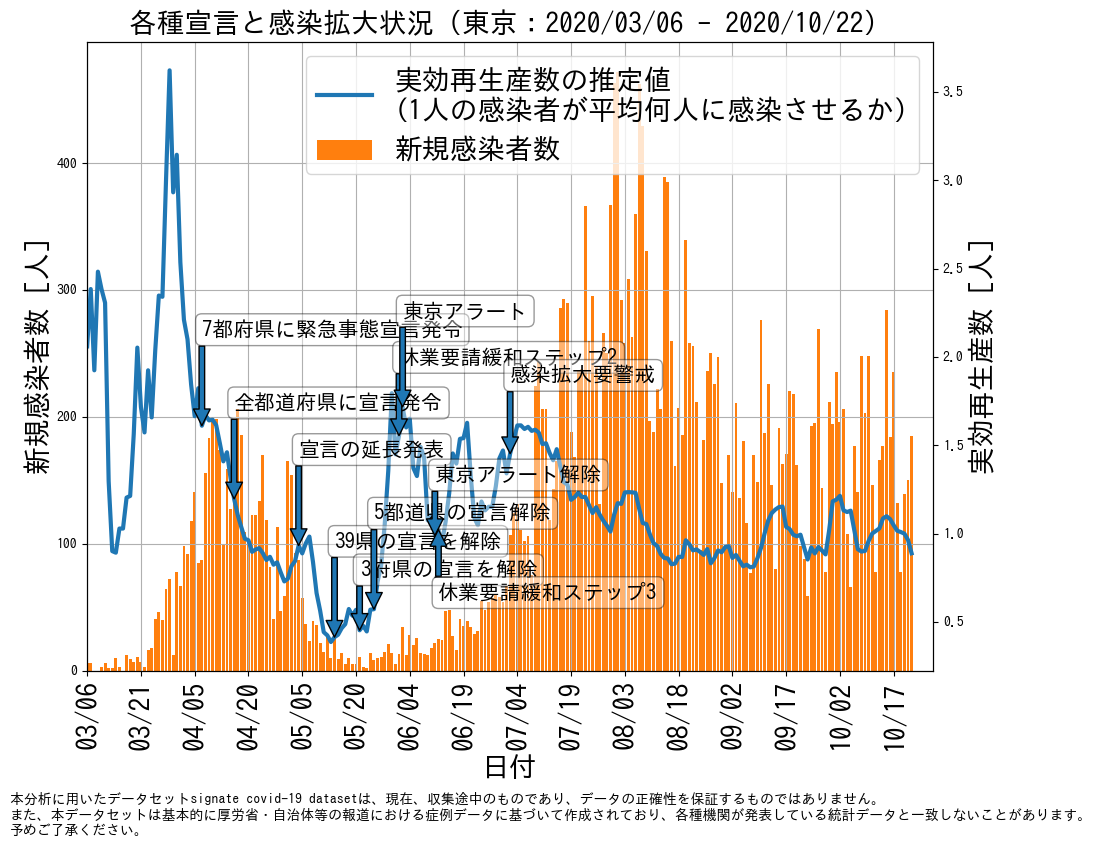 各種宣言と感染拡大状況 (東京：2020/03/06 - 2020/10/22)
実効再生産数の推定値
(1人の感染者が平均何人に感染させるか)
新規感染者数
新規感染者数 [人]
400
300
200
100
0
3.5
3.0
2.5
2.0
1.5
1.0
0.5
実効再生産数 [人]
東京アラート
7都府県に緊急事態宣言発令
休業要請緩和ステップ2
感染拡大要警戒
全都道府県に宣言発令
宣言の延長発表
東京アラート解除
5都道県の宣言解除
39県の宣言を解除
3府県の宣言を解除
休業要請緩和ステップ3
03/06
03/21
04/05
04/20
05/05
05/20
06/04
06/19
07/04
07/19
08/03
08/18
09/02
09/17
10/02
10/17
日付
本分析に用いたデータセットsignate covid-19 datasetは、現在、収集途中のものであり、データの正確性を保証するものではありません。
また、本データセットは基本的に厚労省・自治体等の報道における症例データに基づいて作成されており、各種機関が発表している統計データと一致しないことがあります。
予めご了承ください。